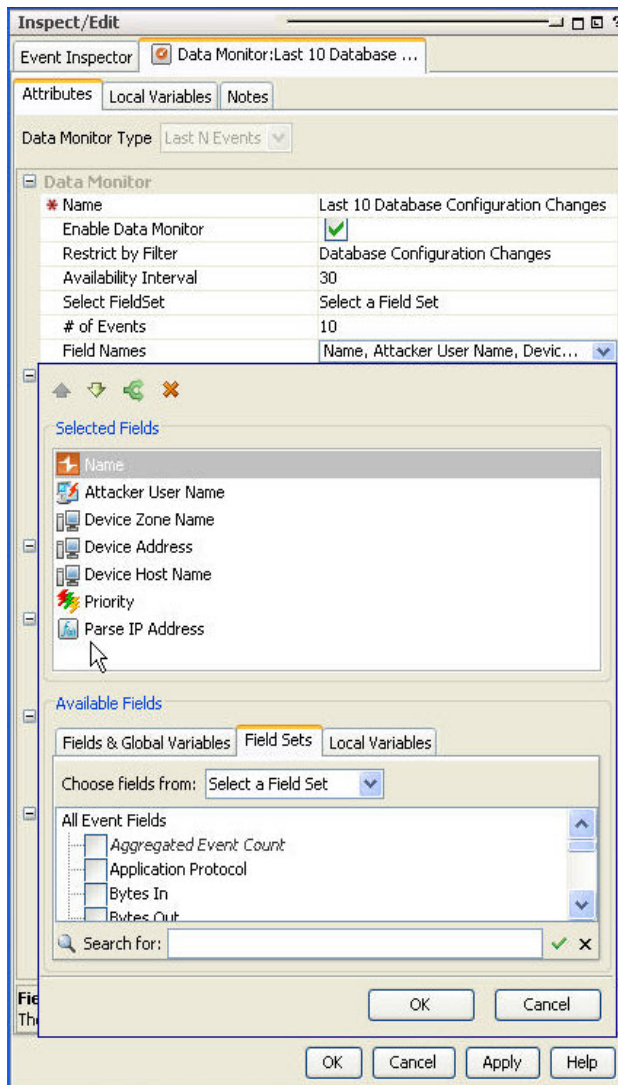 Inspect/Edit
Event Inspector
Data Monitor:Last 10 Database ...
Attributes
Local Variables
Notes
Data Monitor Type
Last N Events
Data Monitor
* Name
Last 10 Database Configuration Changes
Enable Data Monitor
Restrict by Filter
Database Configuration Changes
Availability Interval
30
Select FieldSet
Select a Field Set
# of Events
10
Field Names
Name, Attacker User Name, Devic...
Selected Fields
Name
Attacker User Name
Device Zone Name
Device Address
Device Host Name
Priority
Parse IP Address
Available Fields
Fields & Global Variables
Field Sets
Local Variables
Choose fields from:
Select a Field Set
All Event Fields
Aggregated Event Count
Application Protocol
Bytes In
Bytes Out
Search for:
OK
Cancel
Fie
The
OK
Cancel
Apply
Help